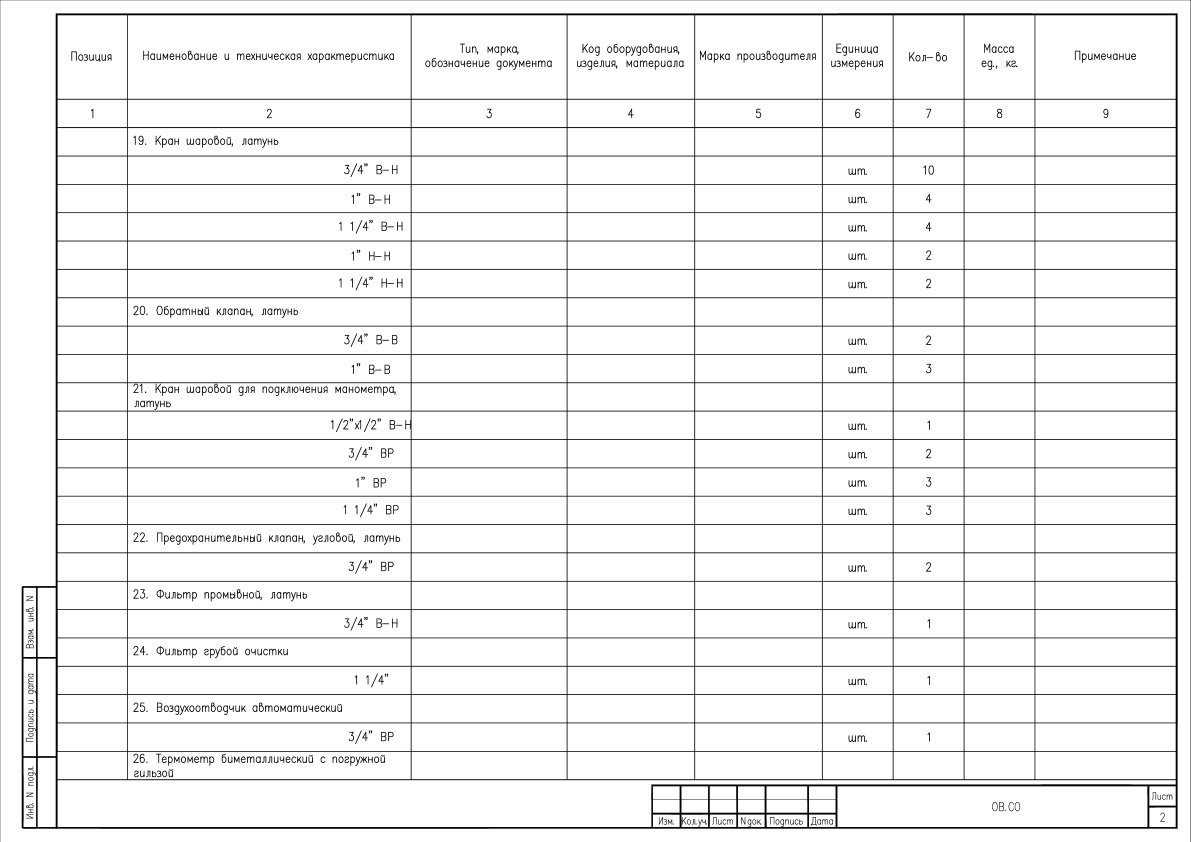 Позиция
Наименование и техническая характеристика
Тип, марка,
обозначение документа
Код оборудования,
изделия, материала
Марка производителя
Единица
измерения
Кол-во
Масса
ед., кг.
Примечание
1 2 3 4 5 6 7 8 9
19. Кран шаровой, латунь
3/4" В-Н шт. 10
1" В-Н шт. 4
1 1/4" В-Н шт. 4
1" Н-Н шт. 2
1 1/4" Н-Н шт. 2
20. Обратный клапан, латунь
3/4" В-В шт. 2
1" В-В шт. 3
21. Кран шаровой для подключения манометра,
латунь
1/2"х1/2" В-Н шт. 1
3/4" ВР шт. 2
1" ВР шт. 3
1 1/4" ВР шт. 3
22. Предохранительный клапан, угловой, латунь
3/4" ВР шт. 2
23. Фильтр промывной, латунь
3/4" В-Н шт. 1
24. Фильтр грубой очистки
1 1/4" шт. 1
25. Воздухоотводчик автоматический
3/4" ВР шт. 1
26. Термометр биметаллический с погружной
гильзой
Взам. инв. N
Подпись и дата
Инв. N подл.
Изм. Кол.уч. Лист Nдок. Подпись Дата
ОВ.СО
Лист
2